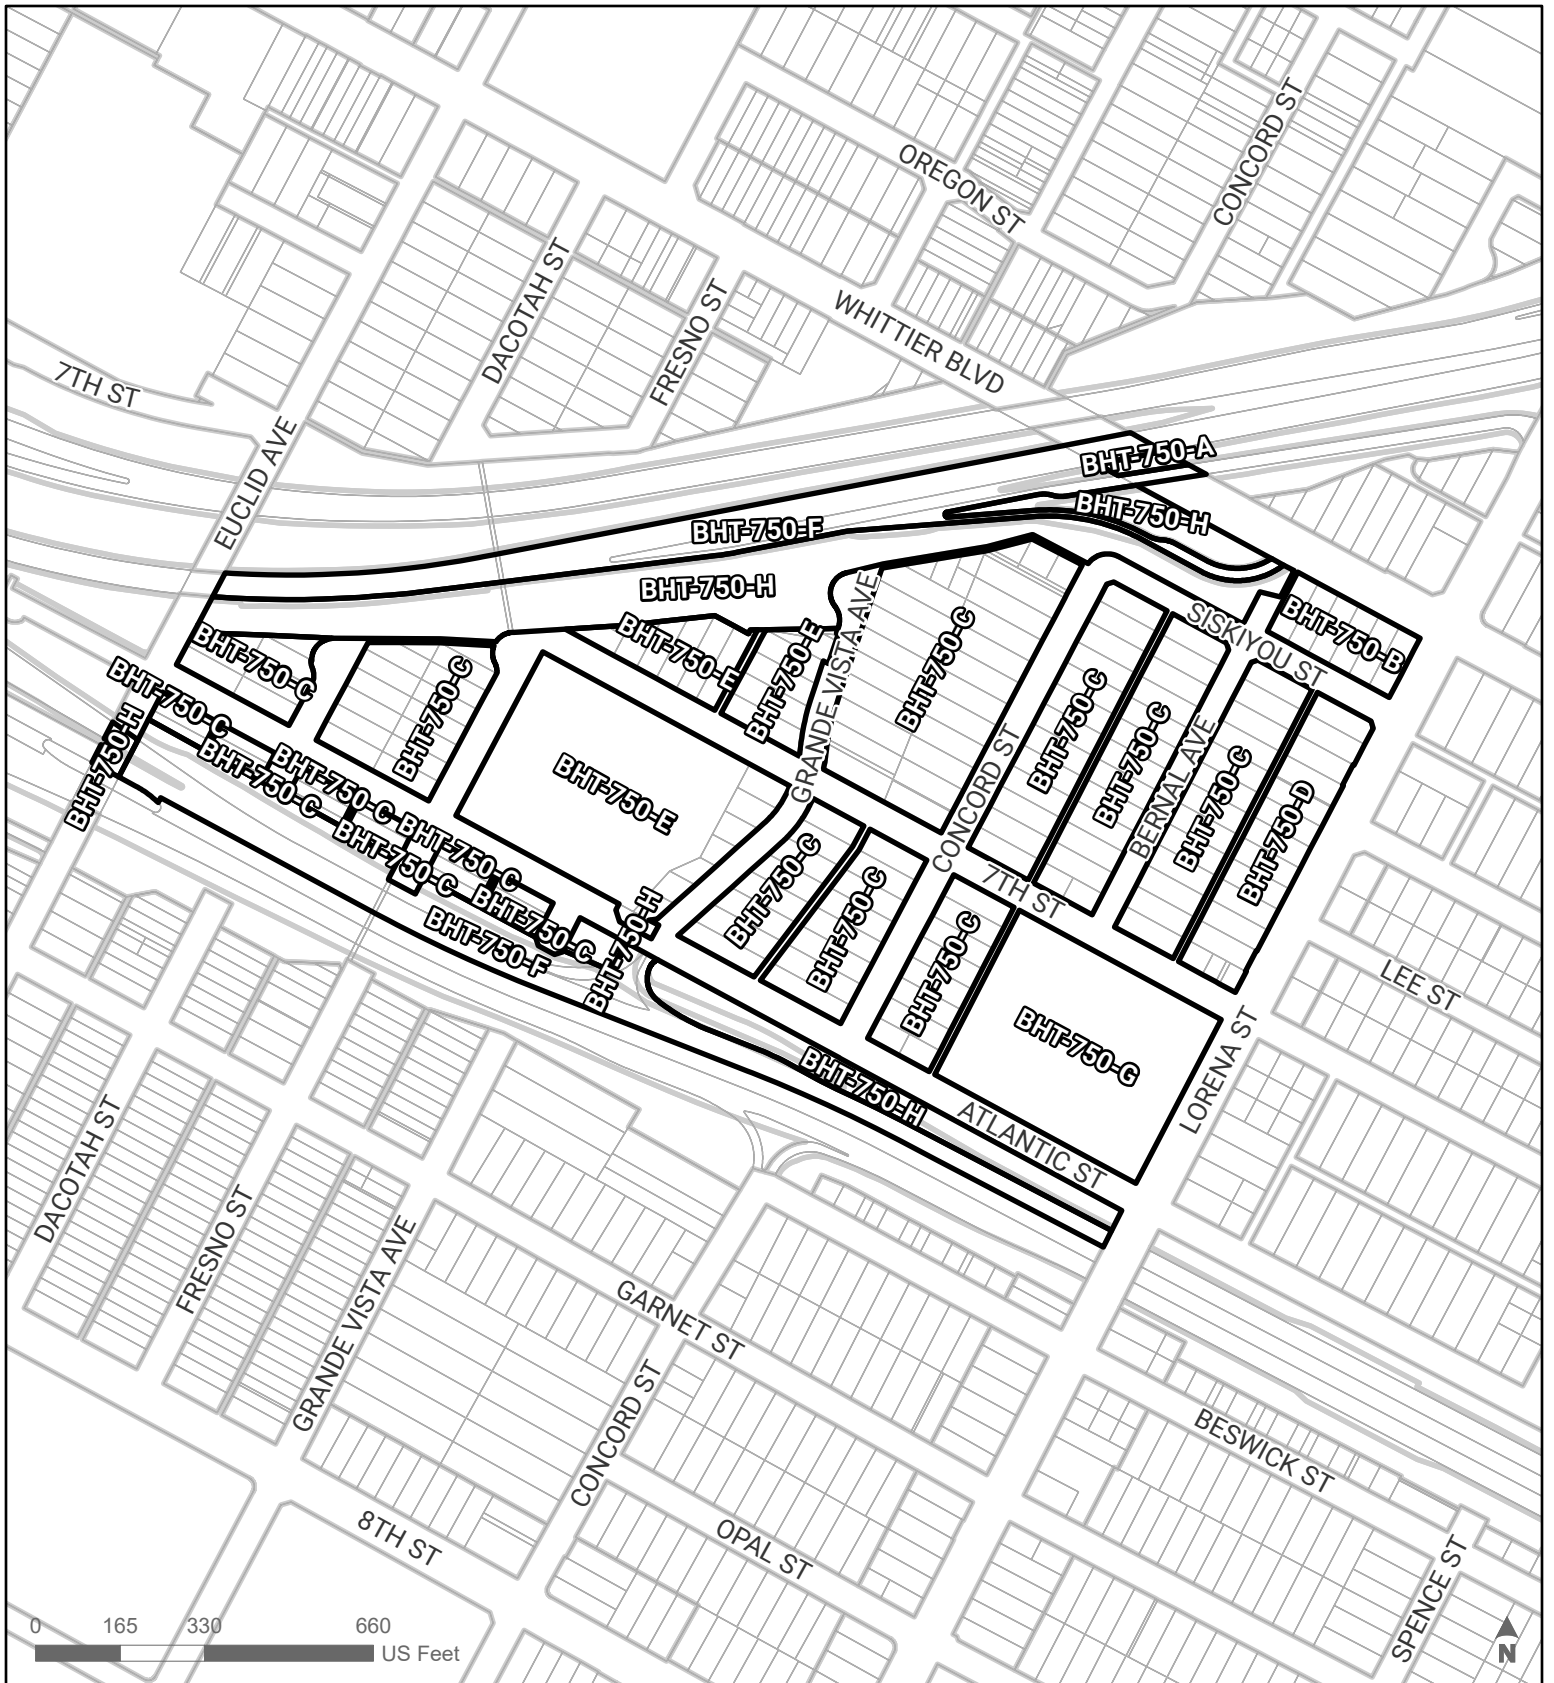 CONCORD ST
OREGON ST
DACOTAH ST
FRESNO ST
WHITTIER BLVD
7TH ST
EUCLID AVE
BHT-750-A
BHT-750-H
BHT-750-F
BHT-750-H
GRANDE VISTA AVE
SISKIYOU ST
BHT-750-B
BHT-750-C
BHT-750-E
BHT-750-E
BHT-750-C
BHT-750-C
BHT-750-C
BHT-750-C
BHT-750-C
BHT-750-H
BHT-750-C
BHT-750-C
BHT-750-E
GRANDE VISTA AVE
CONCORD ST
BERNAL AVE
BHT-750-C
BHT-750-D
BHT-750-C
BHT-750-C
BHT-750-C
BHT-750-C
BHT-750-C
7TH ST
BHT-750-C
BHT-750-F
BHT-750-H
BHT-750-C
LEE ST
BHT-750-G
LORENA ST
BHT-750-H
ATLANTIC ST
DACOTAH ST
FRESNO ST
GRANDE VISTA AVE
GARNET ST
CONCORD ST
BESWICK ST
8TH ST
OPAL ST
SPENCE ST
0 165 330 660
US Feet
N